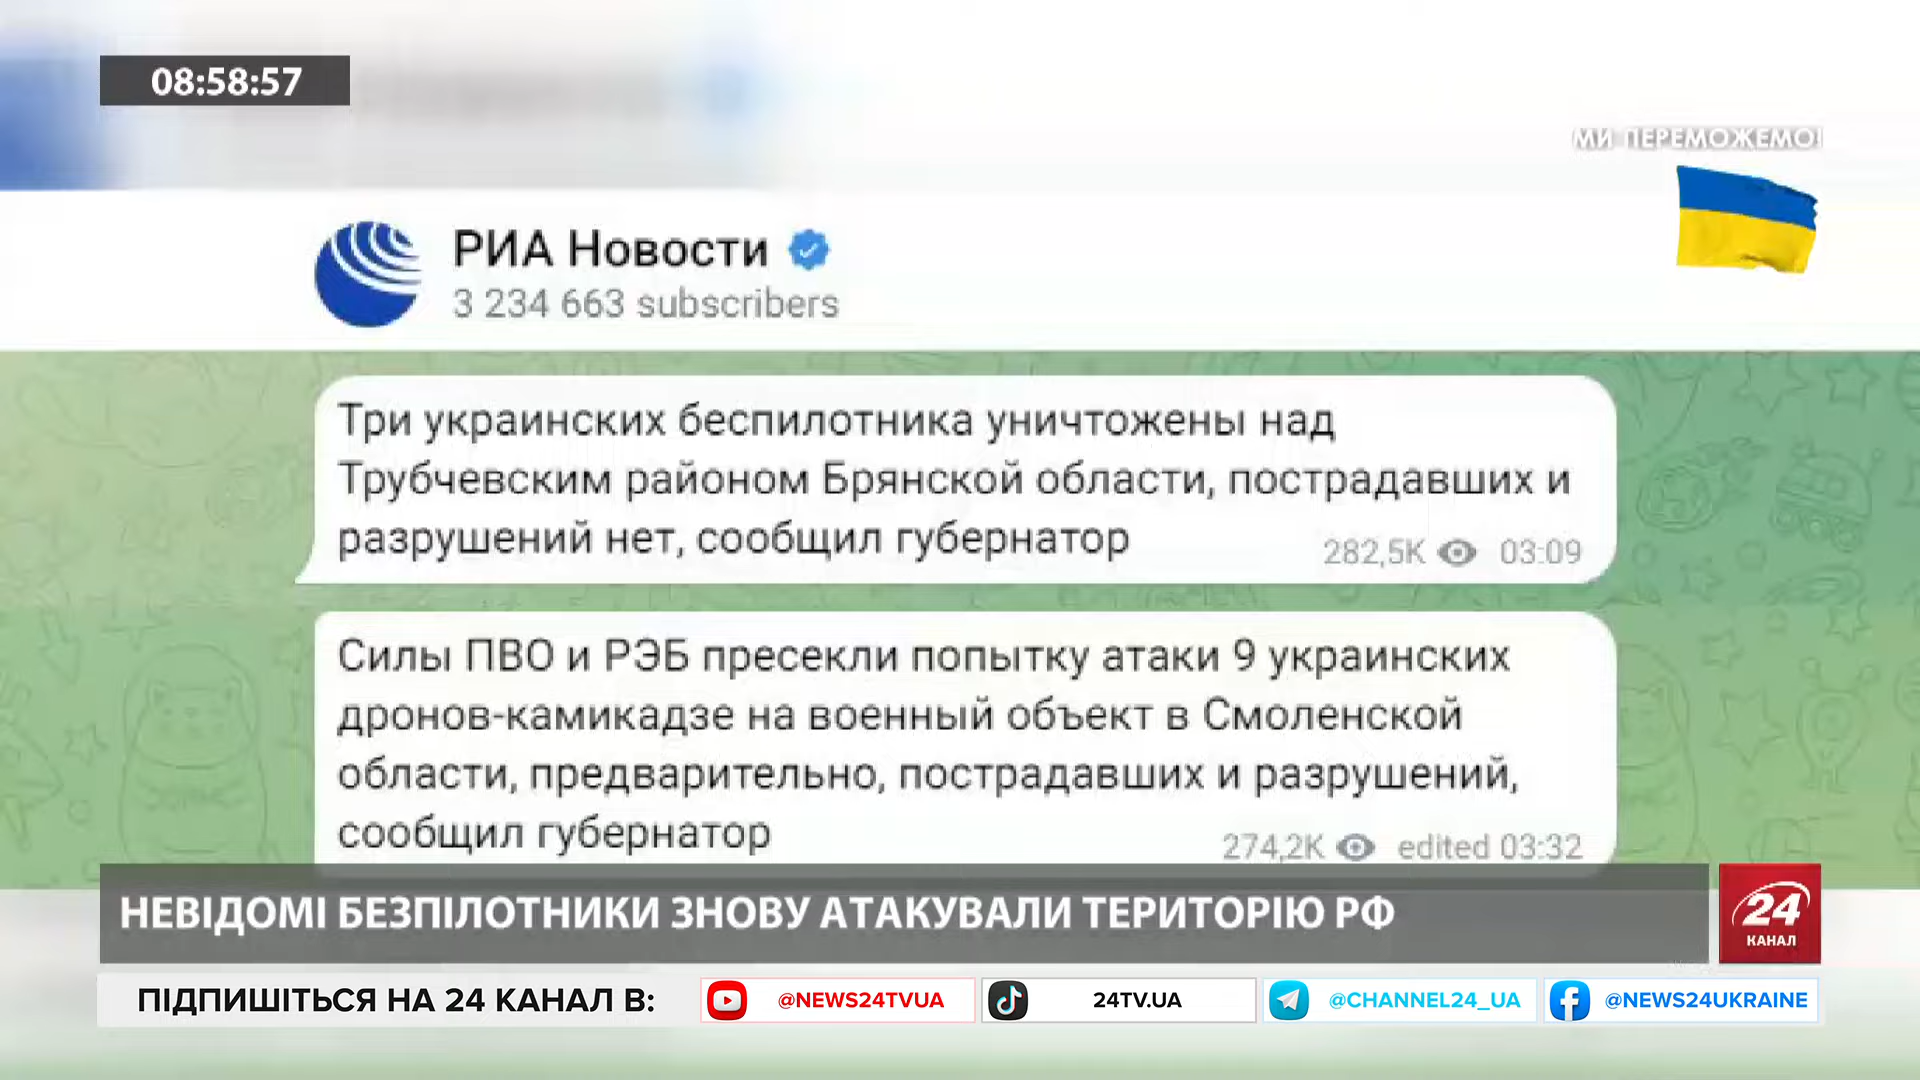 08:58:57
МИ ПЕРЕМОЖЕМО!
РИА Новости
3 234 663 subscribers
Три украинских беспилотника уничтожены над
Трубчевским районом Брянской области, пострадавших и
разрушений нет, сообщил губернатор
282,5K 03:09
Силы ПВО и РЭБ пресекли попытку атаки 9 украинских
дронов-камикадзе на военный объект в Смоленской
области, предварительно, пострадавших и разрушений,
сообщил губернатор
274,2K edited 03:32
НЕВІДОМІ БЕЗПІЛОТНИКИ ЗНОВУ АТАКУВАЛИ ТЕРИТОРІЮ РФ
24
КАНАЛ
ПІДПИШІТЬСЯ НА 24 КАНАЛ В:
@NEWS24TVUA
24TV.UA
@CHANNEL24_UA
@NEWS24UKRAINE